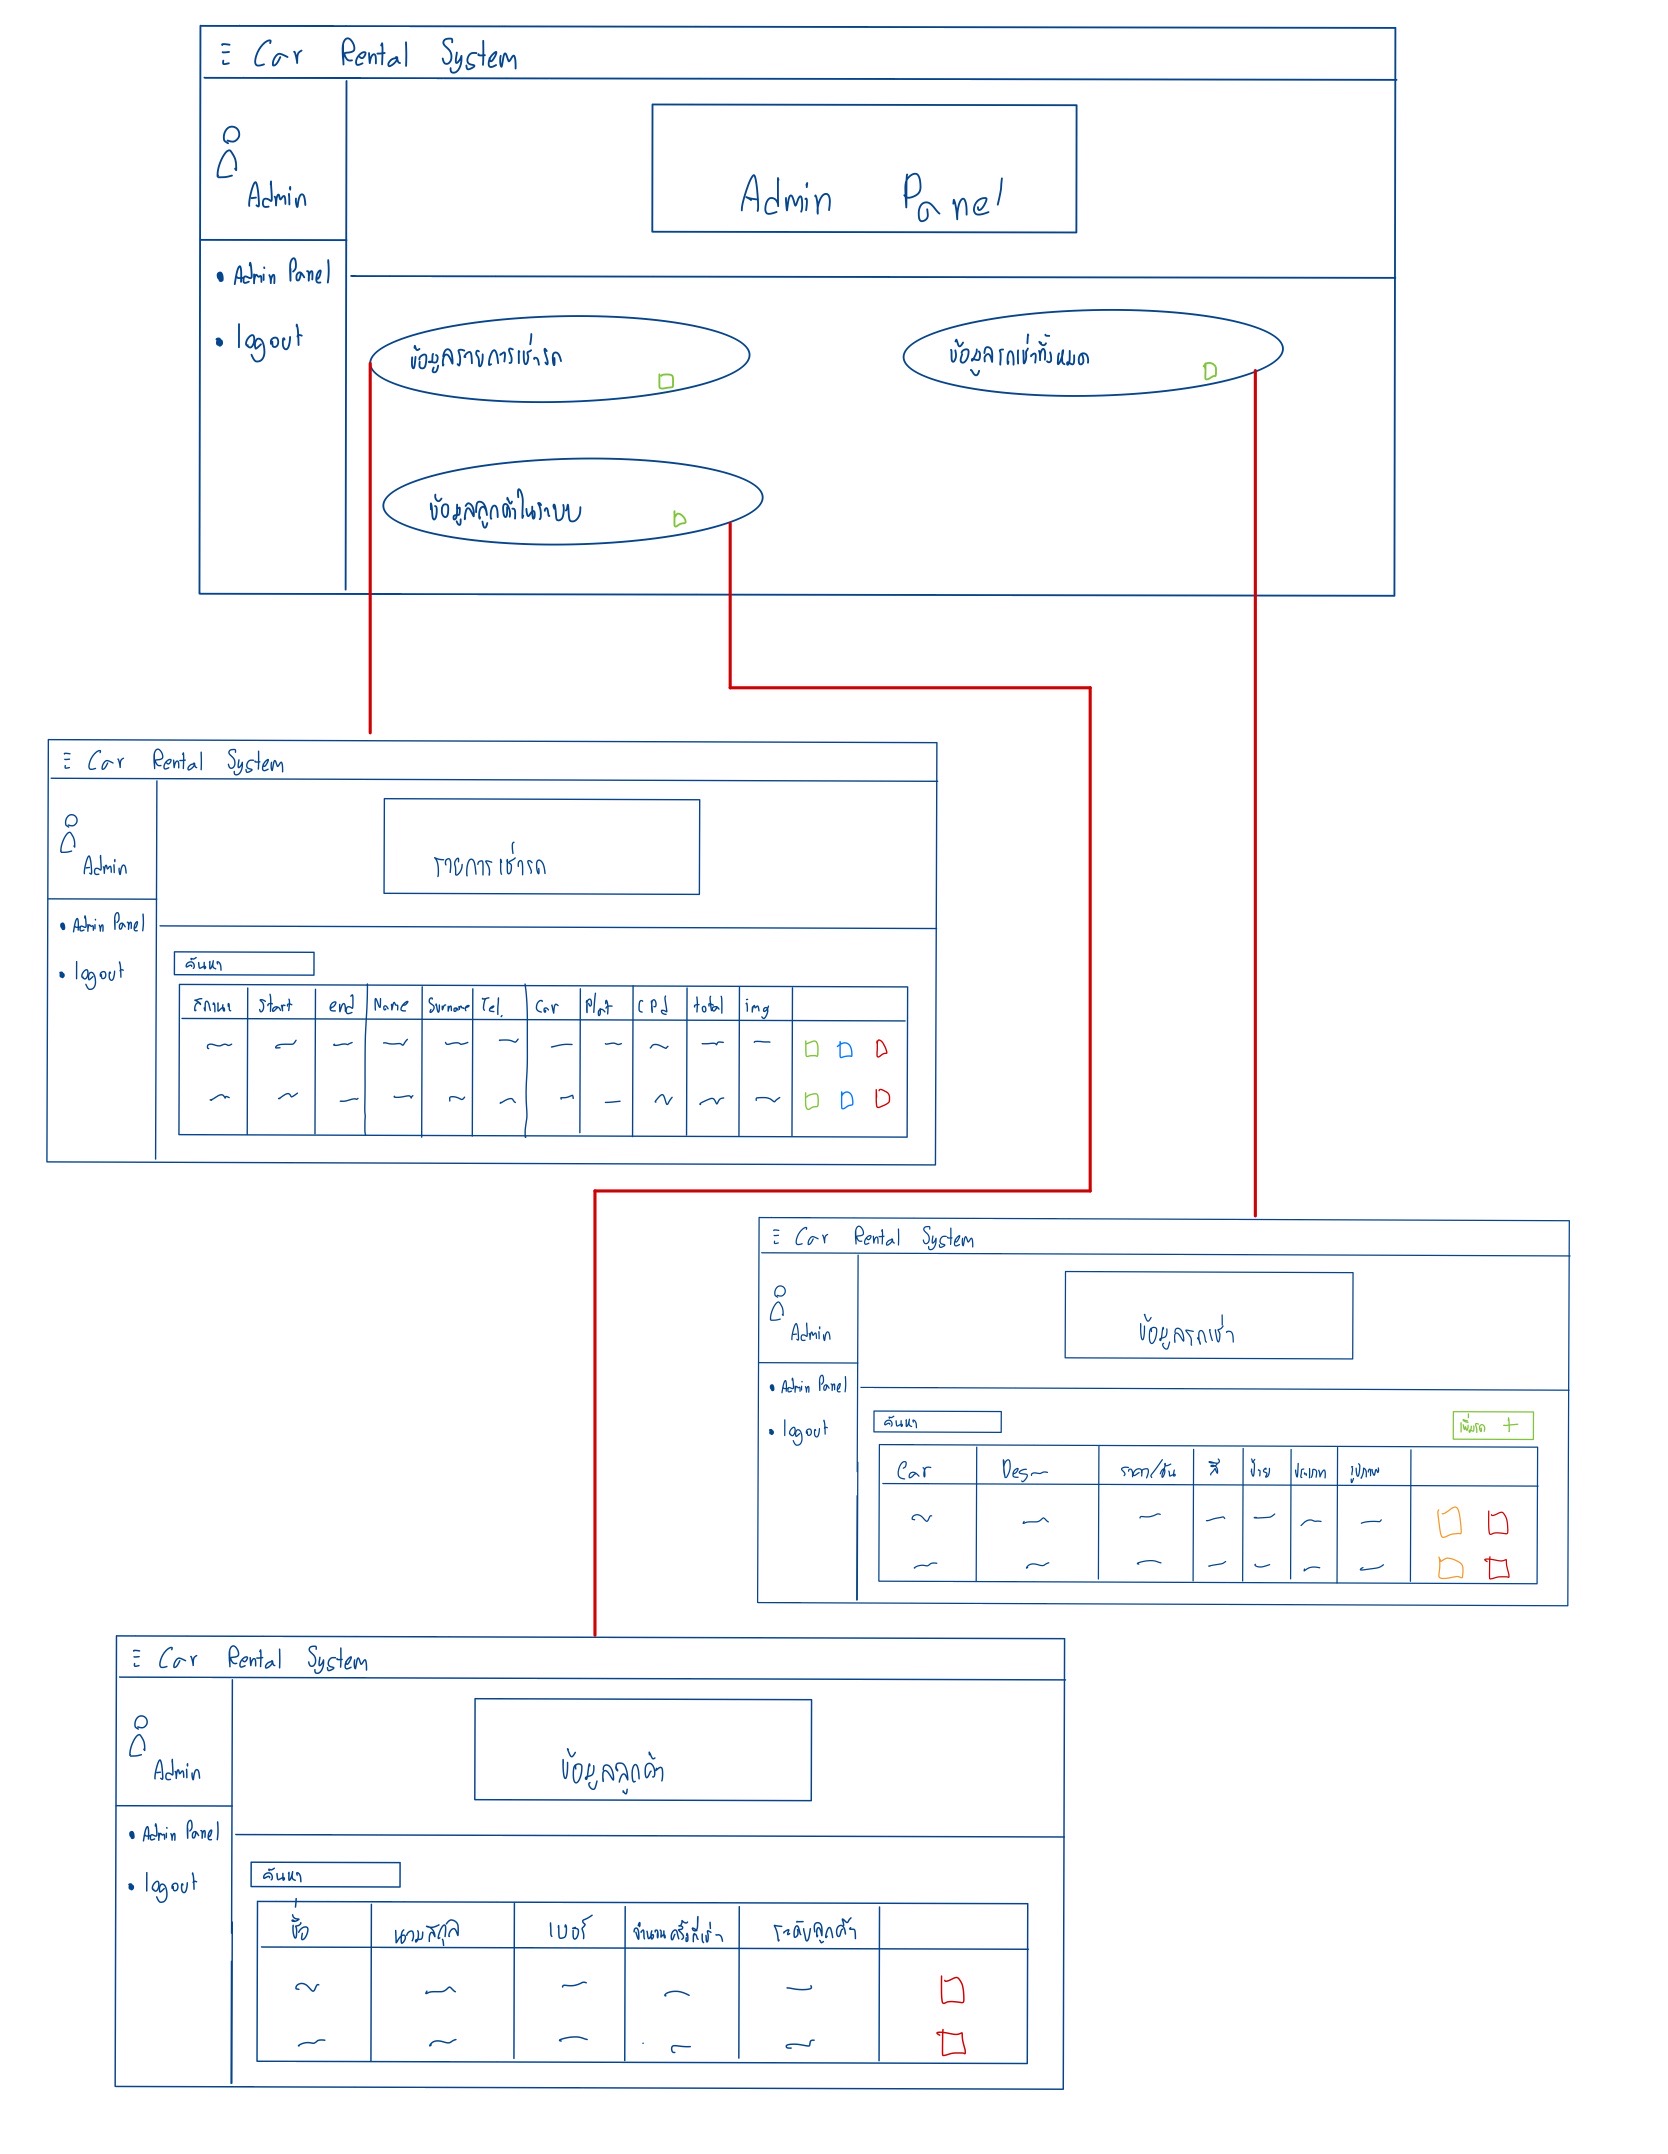 Car Rental System
Admin
Admin Panel
• Admin Panel
• logout
ข้อมูลรายการเช่ารถ
ข้อมูลรถเช่าทั้งหมด
ข้อมูลลูกค้าในระบบ
Car Rental System
Admin
รายการเช่ารถ
• Admin Panel
• logout
ค้นหา
สถานะ Start end Name Surname Tel. Car Plat CPd total img
Car Rental System
Admin
ข้อมูลรถเช่า
• Admin Panel
• logout
ค้นหา
เพิ่มรถ +
Car Des ราคา/วัน สี ป้าย ประเภท รูปภาพ
Car Rental System
Admin
ข้อมูลลูกค้า
• Admin Panel
• logout
ค้นหา
ชื่อ นามสกุล เบอร์ จำนวนครั้งที่เช่า ระดับลูกค้า